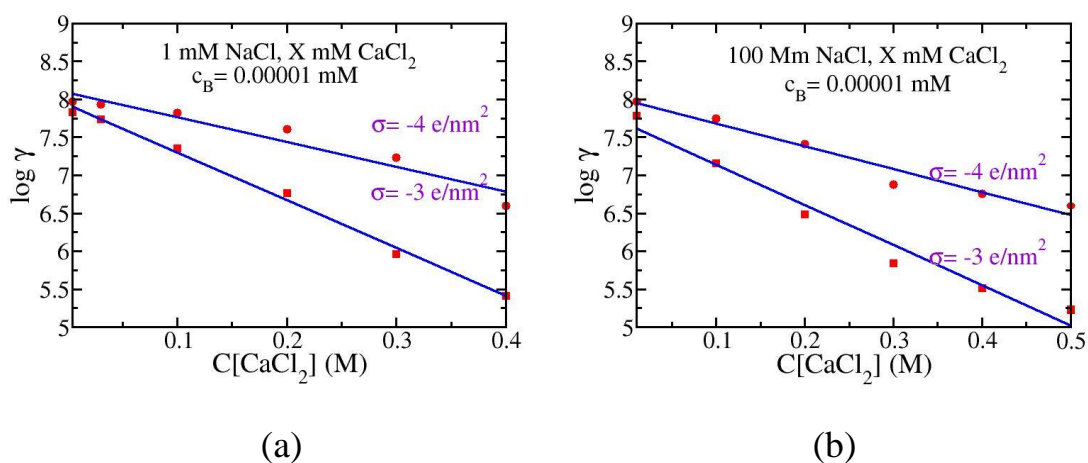 9
8.5
8
7.5
7
6.5
6
5.5
5
log γ
1 mM NaCl, X mM CaCl₂
c_B= 0.00001 mM
σ= -4 e/nm²
σ= -3 e/nm²
0.1
0.2
0.3
0.4
C[CaCl₂] (M)
(a)
9
8.5
8
7.5
7
6.5
6
5.5
5
log γ
100 Mm NaCl, X mM CaCl₂
c_B= 0.00001 mM
σ= -4 e/nm²
σ= -3 e/nm²
0.1
0.2
0.3
0.4
0.5
C[CaCl₂] (M)
(b)